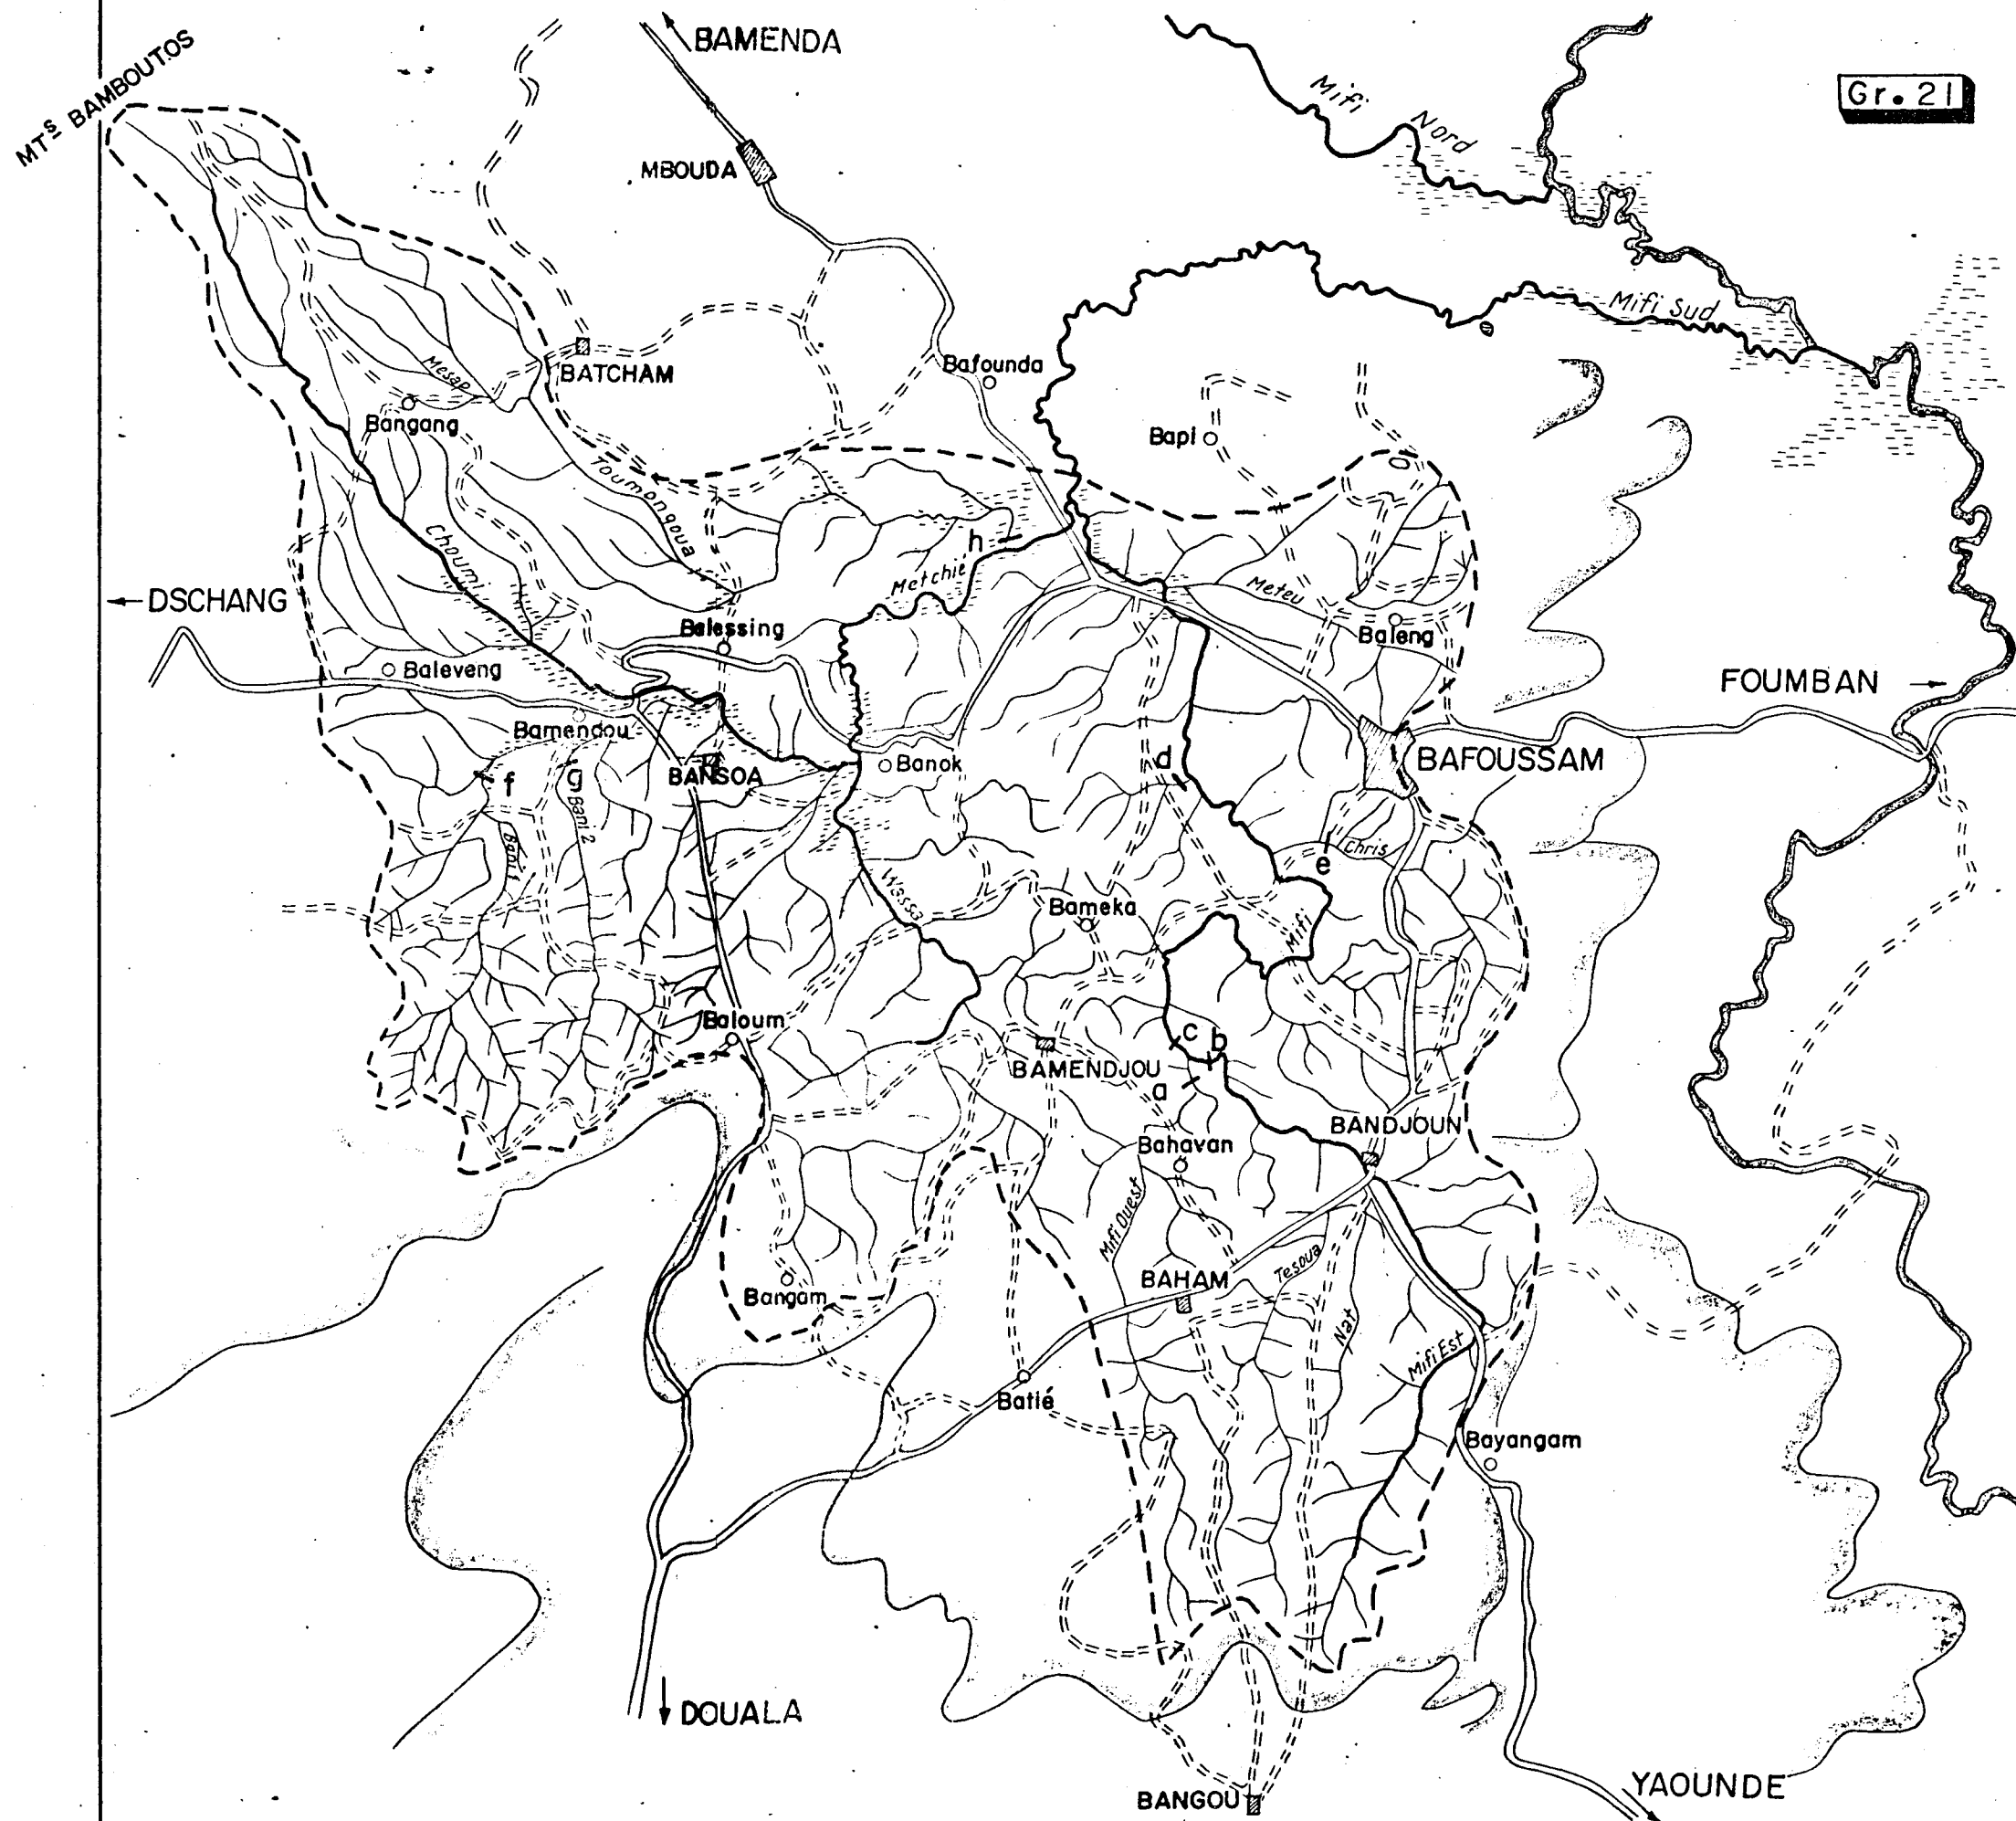 MTS BAMBOUTOS
BAMENDA
Gr. 21
Mifi Nord
MBOUDA
Mifi Sud
Mesap
BATCHAM
Bafounda
Bangang
Bapi
Toumongoua
Choumi
h
Metchie
Meteu
DSCHANG
Balessing
Baleng
Baleveng
FOUMBAN
Bamendou
BANSOA
Banok
d
BAFOUSSAM
f
g
Bani 1
Bani 2
Chris
e
Wassa
Bameka
Mifi
Baloum
c
b
BAMENDJOU
a
BANDJOUN
Bahavan
Mifi Ouest
Tesoua
BAHAM
Bangam
Nat
Mifi Est
Batié
Bayangam
DOUALA
YAOUNDE
BANGOU